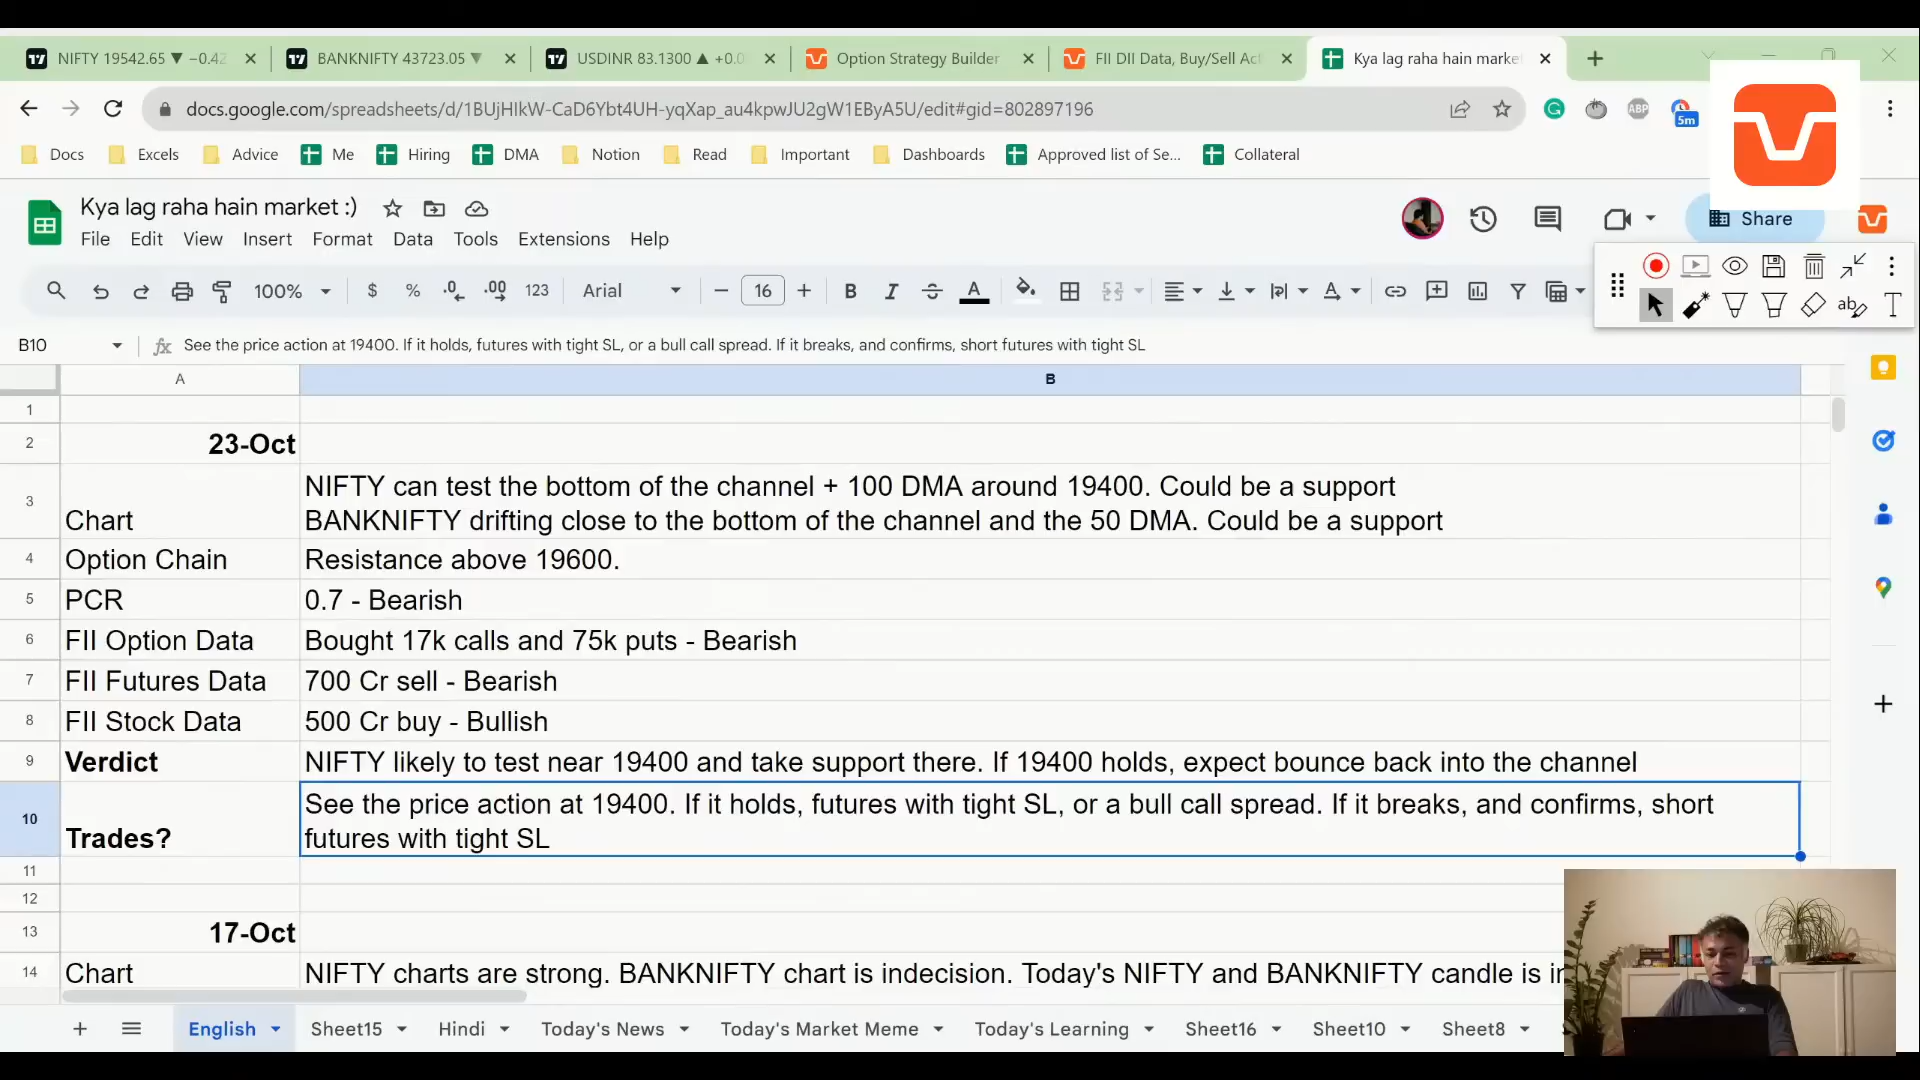 NIFTY 19542.65 ▼ −0.42
BANKNIFTY 43723.05 ▼
USDINR 83.1300 ▲ +0.0
Option Strategy Builder
FII DII Data, Buy/Sell Act
Kya lag raha hain market
docs.google.com/spreadsheets/d/1BUjHIkW-CaD6Ybt4UH-yqXap_au4kpwJU2gW1EByA5U/edit#gid=802897196
ABP
5m
Docs
Excels
Advice
Me
Hiring
DMA
Notion
Read
Important
Dashboards
Approved list of Se...
Collateral
Kya lag raha hain market :)
File Edit View Insert Format Data Tools Extensions Help
Share
100% $ % .0 .00 123 Arial 16 B I A
B10
fx See the price action at 19400. If it holds, futures with tight SL, or a bull call spread. If it breaks, and confirms, short futures with tight SL
A B
1
2 23-Oct
3 Chart NIFTY can test the bottom of the channel + 100 DMA around 19400. Could be a support
BANKNIFTY drifting close to the bottom of the channel and the 50 DMA. Could be a support
4 Option Chain Resistance above 19600.
5 PCR 0.7 - Bearish
6 FII Option Data Bought 17k calls and 75k puts - Bearish
7 FII Futures Data 700 Cr sell - Bearish
8 FII Stock Data 500 Cr buy - Bullish
9 Verdict NIFTY likely to test near 19400 and take support there. If 19400 holds, expect bounce back into the channel
10 Trades? See the price action at 19400. If it holds, futures with tight SL, or a bull call spread. If it breaks, and confirms, short
futures with tight SL
11
12
13 17-Oct
14 Chart NIFTY charts are strong. BANKNIFTY chart is indecision. Today's NIFTY and BANKNIFTY candle is in
English Sheet15 Hindi Today's News Today's Market Meme Today's Learning Sheet16 Sheet10 Sheet8